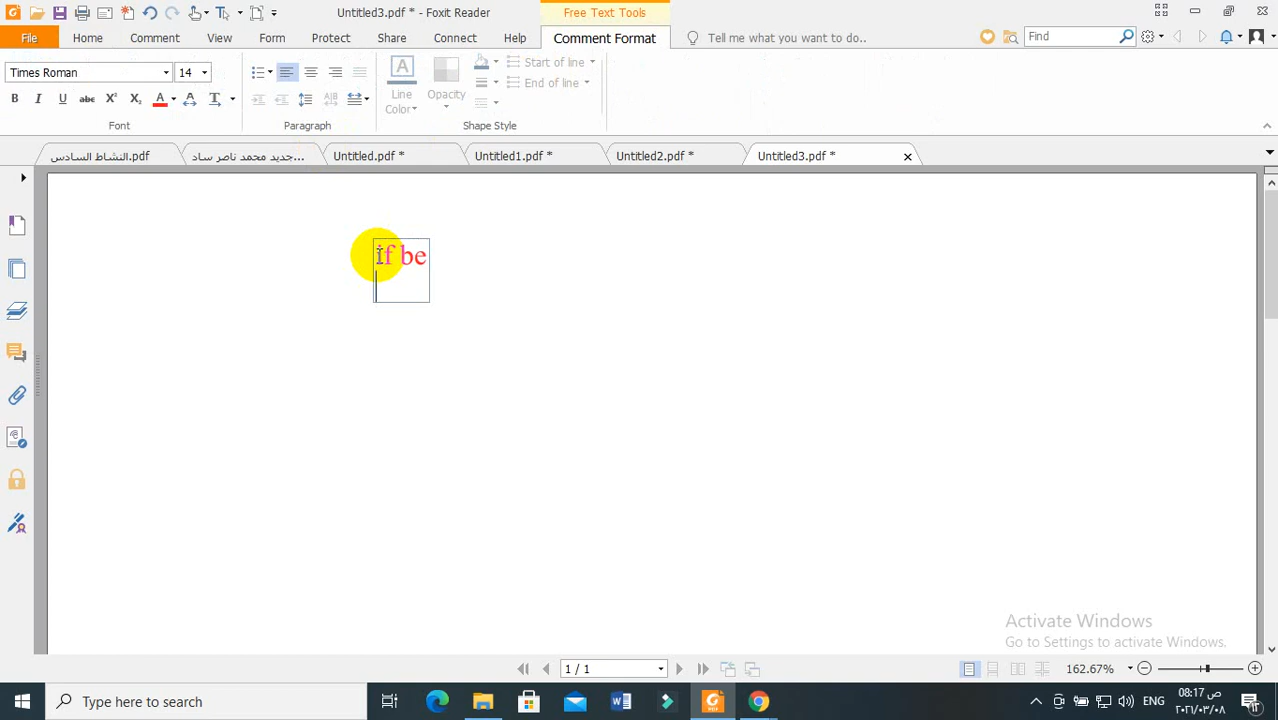 Untitled3.pdf * - Foxit Reader
Free Text Tools
File
Home
Comment
View
Form
Protect
Share
Connect
Help
Comment Format
Tell me what you want to do..
Find
Times Roman
14
Start of line
End of line
Line Color
Opacity
B I U abc X² X₂ A A T
Font
Paragraph
Shape Style
النشاط السادس.pdf
جديد محمد ناصر ساد...
Untitled.pdf *
Untitled1.pdf *
Untitled2.pdf *
Untitled3.pdf *
if be
Activate Windows
Go to Settings to activate Windows.
1 / 1
162.67%
Type here to search
ENG
08:17 ص
٢٠٢١/٠٣/٠٨